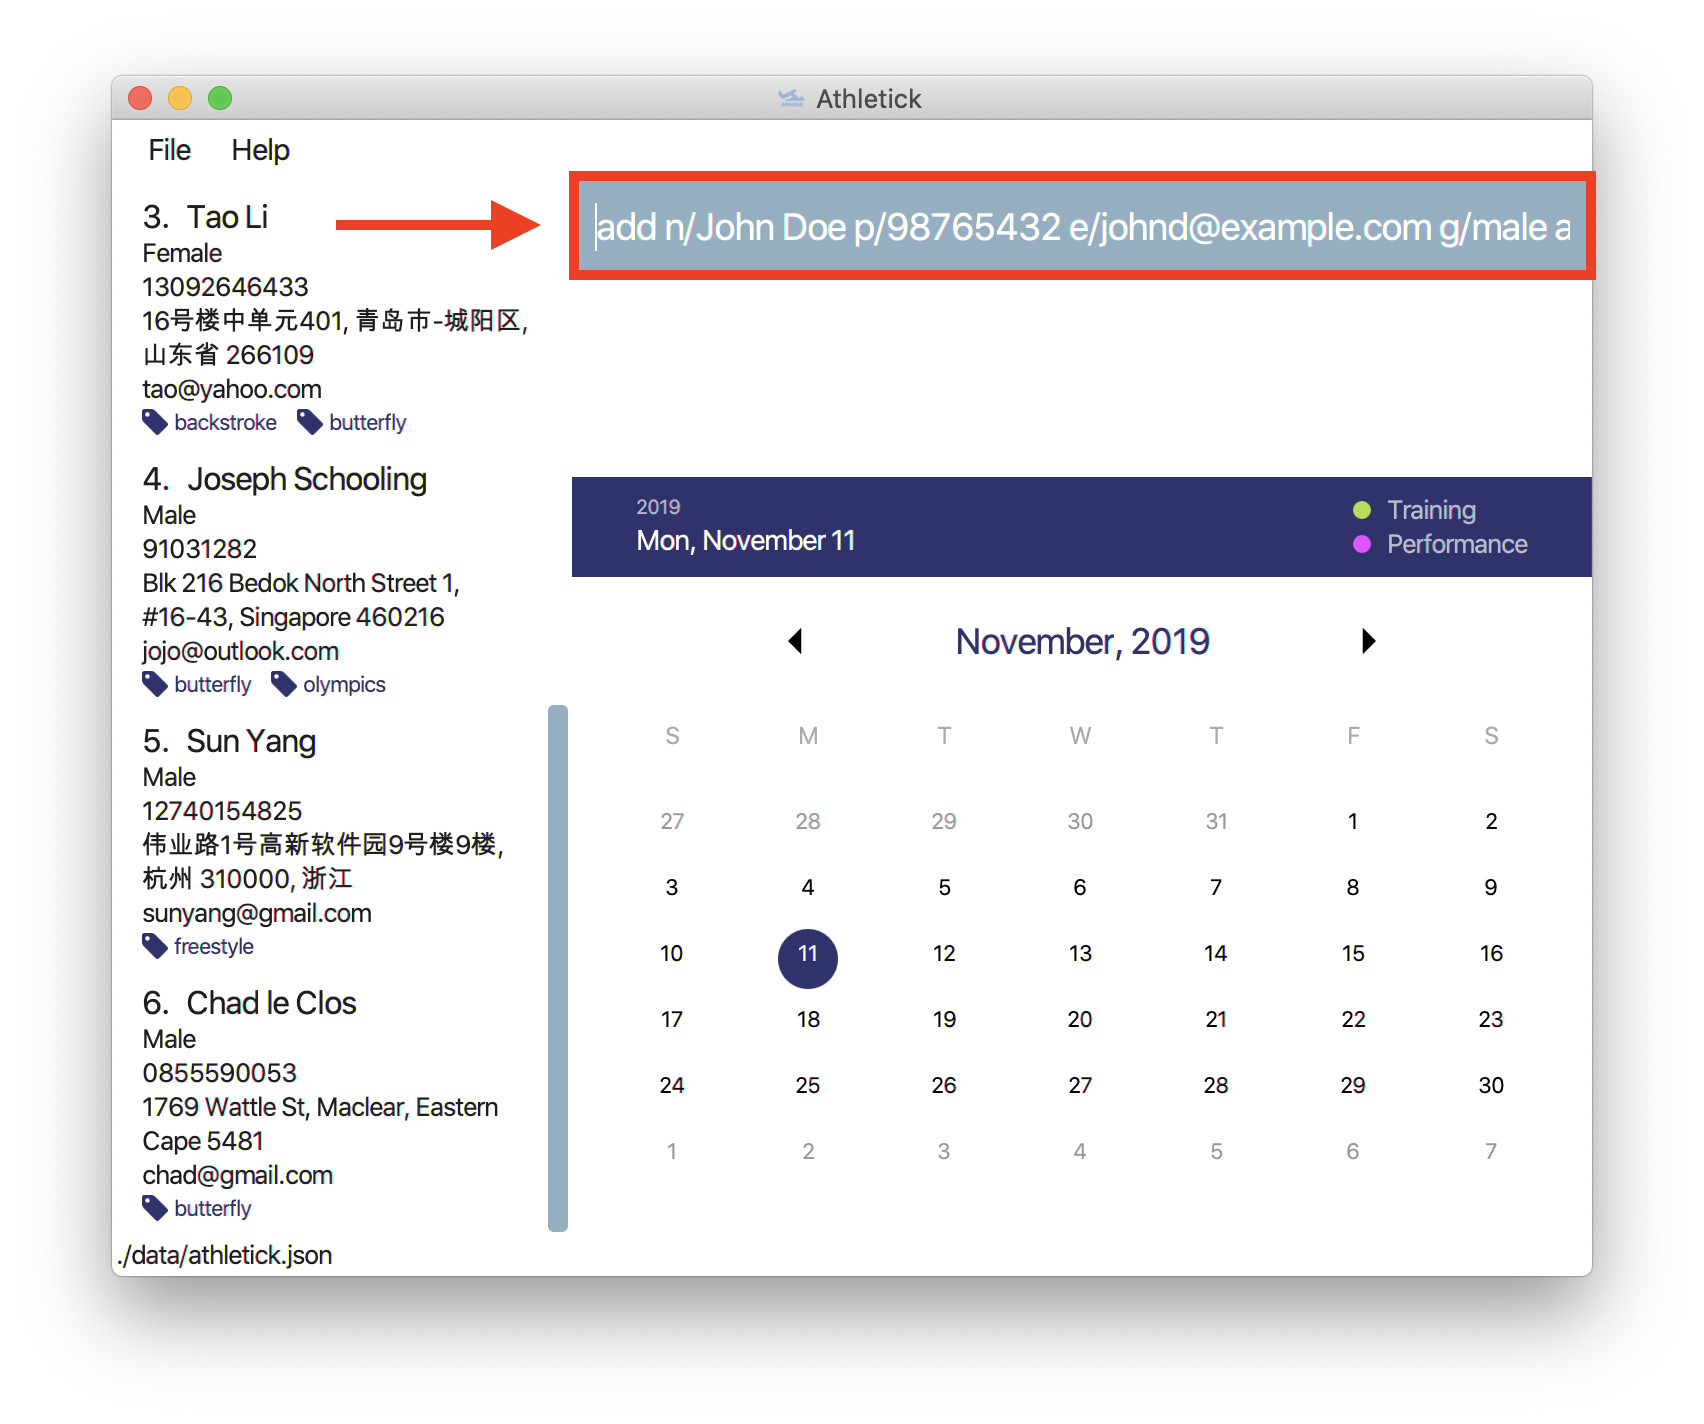 Athletick
File Help
3. Tao Li
Female
13092646433
16号楼中单元401, 青岛市-城阳区,
山东省 266109
tao@yahoo.com
backstroke butterfly
4. Joseph Schooling
Male
91031282
Blk 216 Bedok North Street 1,
#16-43, Singapore 460216
jojo@outlook.com
butterfly olympics
5. Sun Yang
Male
12740154825
伟业路1号高新软件园9号楼9楼,
杭州 310000, 浙江
sunyang@gmail.com
freestyle
6. Chad le Clos
Male
0855590053
1769 Wattle St, Maclear, Eastern
Cape 5481
chad@gmail.com
butterfly
./data/athletick.json
add n/John Doe p/98765432 e/johnd@example.com g/male a
2019
Mon, November 11
Training
Performance
November, 2019
S M T W T F S
27 28 29 30 31 1 2
3 4 5 6 7 8 9
10 11 12 13 14 15 16
17 18 19 20 21 22 23
24 25 26 27 28 29 30
1 2 3 4 5 6 7